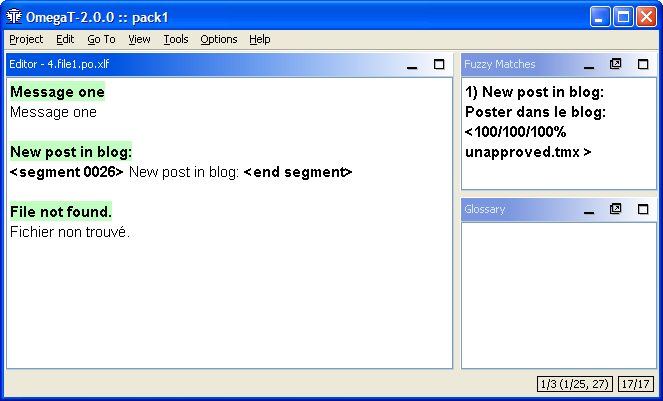 OmegaT-2.0.0 :: pack1
Project Edit Go To View Tools Options Help
Editor - 4.file1.po.xlf
Message one
Message one
New post in blog:
<segment 0026> New post in blog: <end segment>
File not found.
Fichier non trouvé.
Fuzzy Matches
1) New post in blog:
Poster dans le blog:
<100/100/100%
unapproved.tmx >
Glossary
1/3 (1/25, 27) 17/17